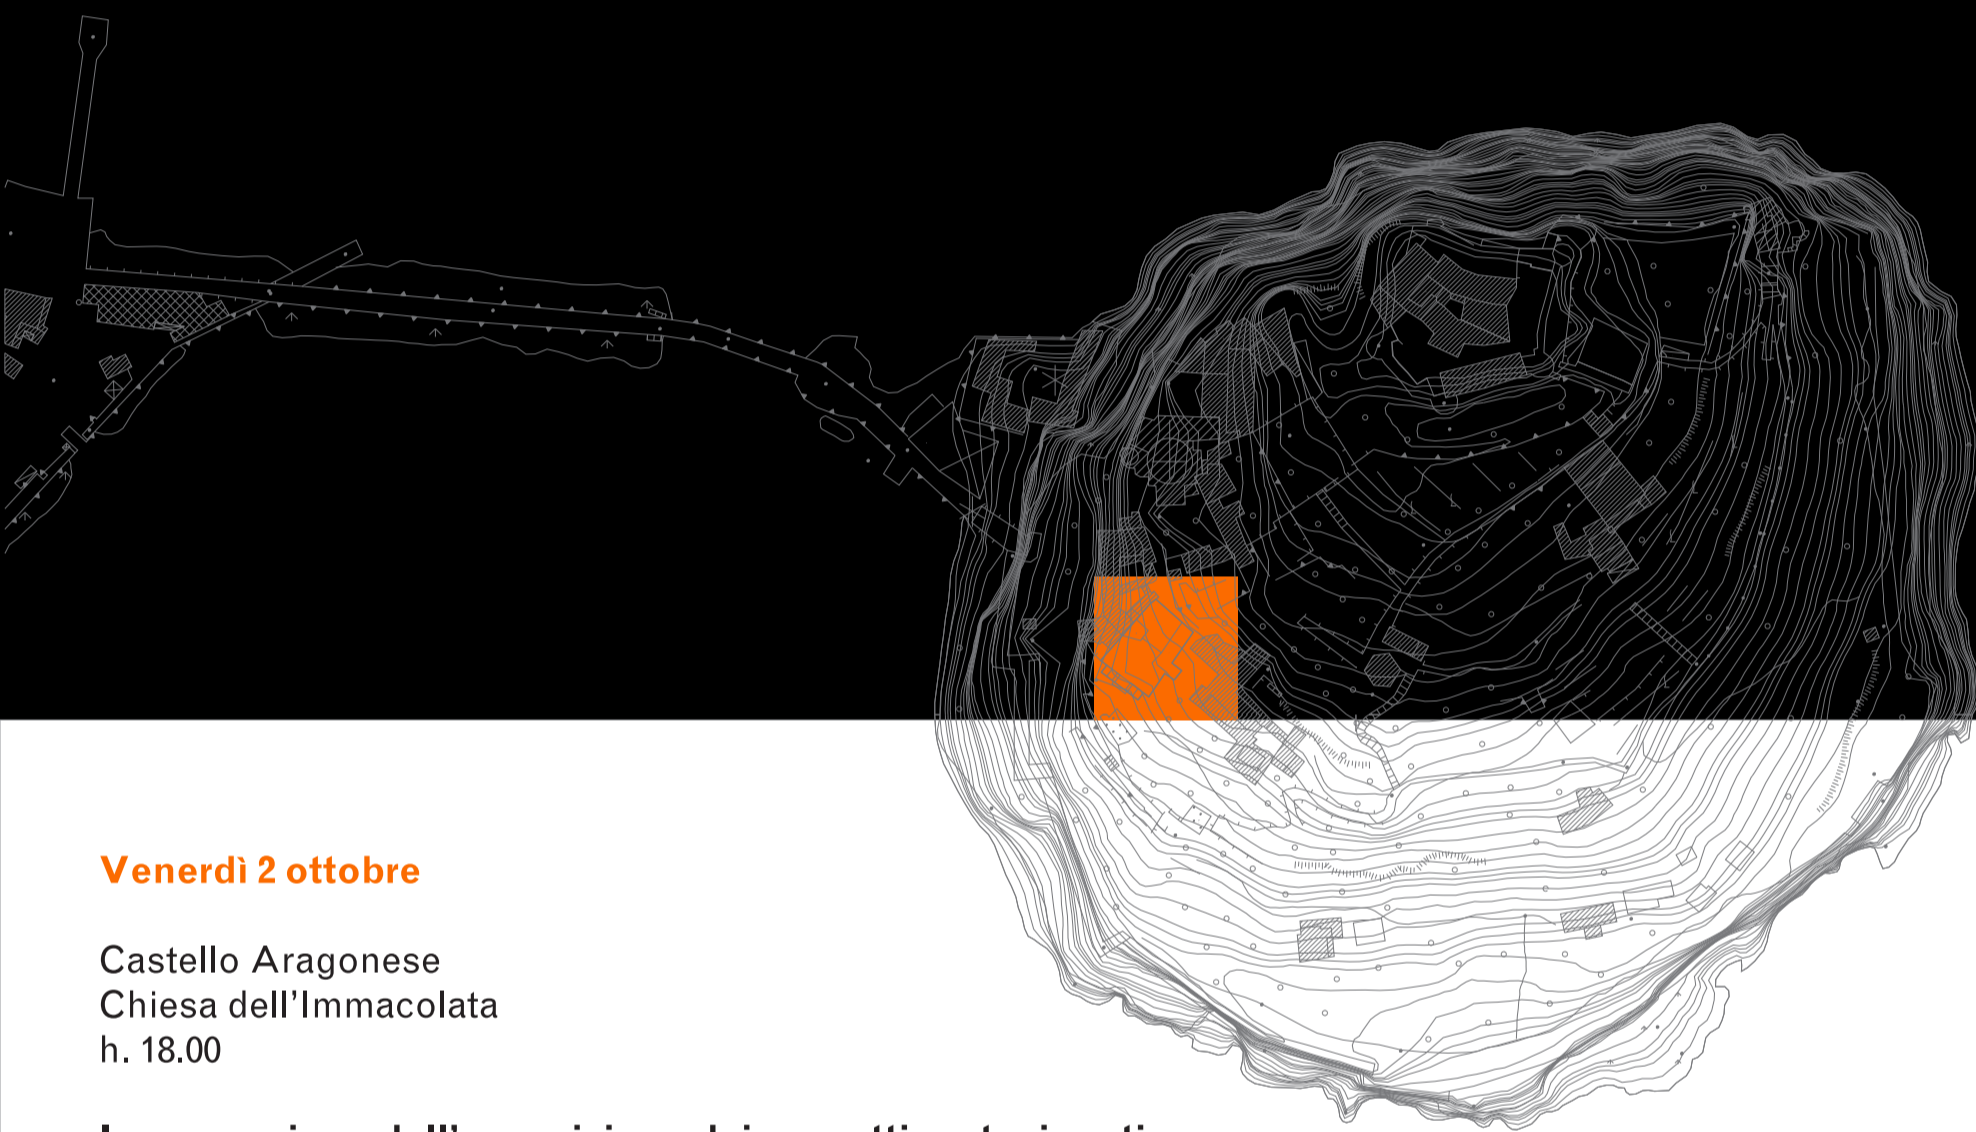 Venerdì 2 ottobre
Castello Aragonese
Chiesa dell'Immacolata
h. 18.00